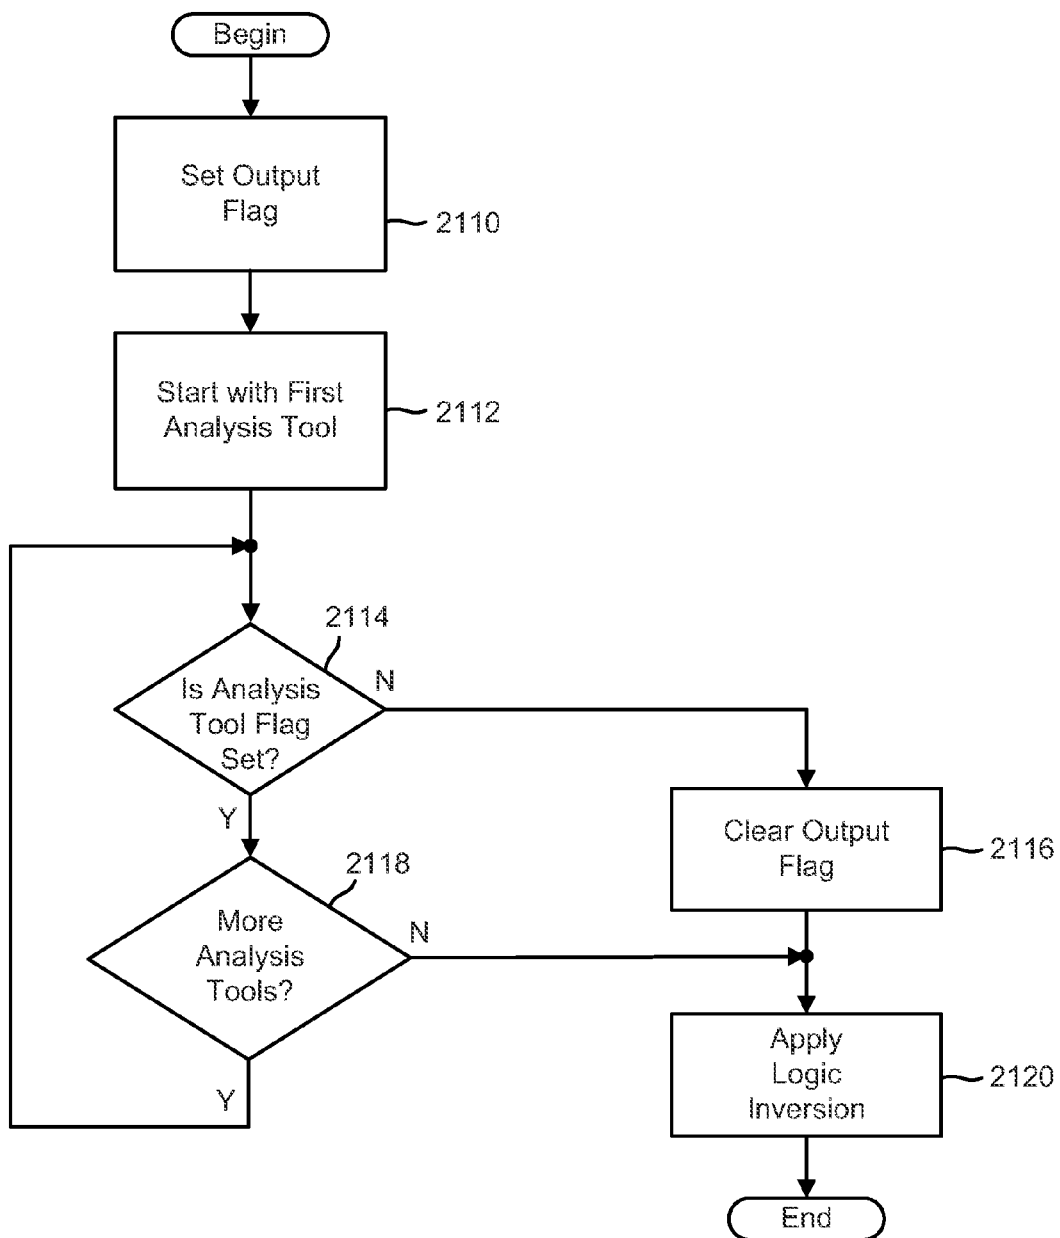 Begin
Set Output
Flag
2110
Start with First
Analysis Tool
2112
2114
Is Analysis
Tool Flag
Set?
N
Y
Clear Output
Flag
2116
2118
More
Analysis
Tools?
N
Y
Apply
Logic
Inversion
2120
End